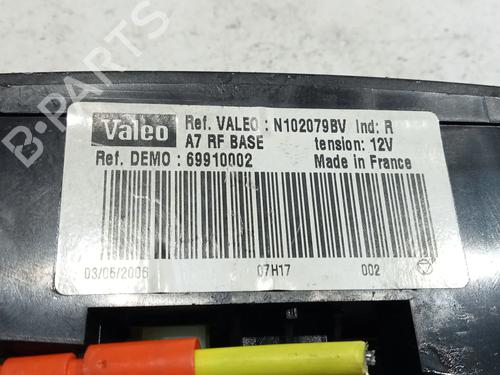 Valeo
Ref. VALEO : N102079BV Ind: R
A7 RF BASE tension: 12V
Ref. DEMO : 69910002 Made in France
03/05/2006 07H17 002
B-PARTS